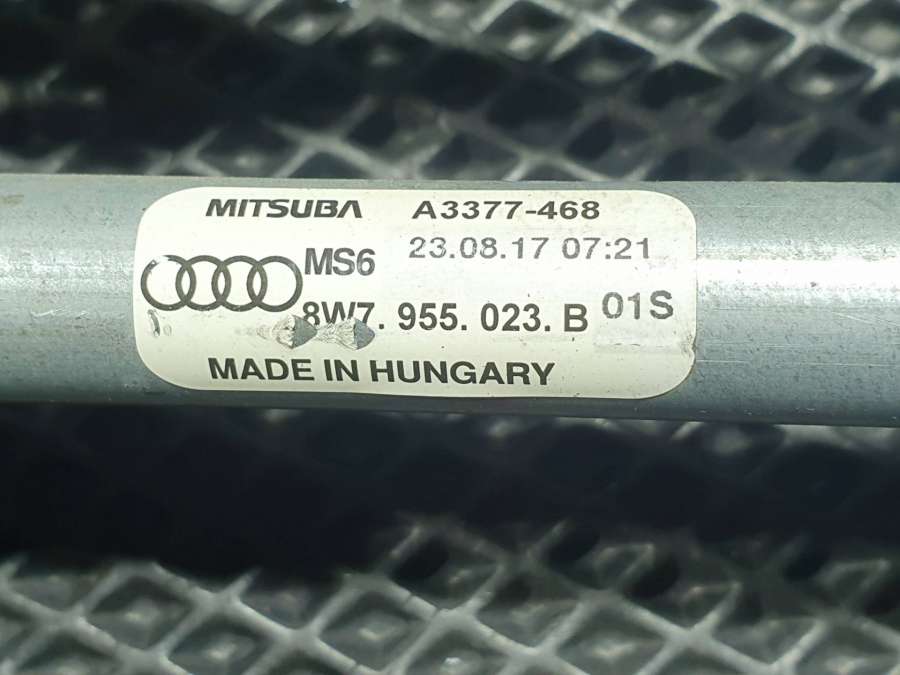 MITSUBA A3377-468
MS6 23.08.17 07:21
8W7. 955. 023. B 01S
MADE IN HUNGARY